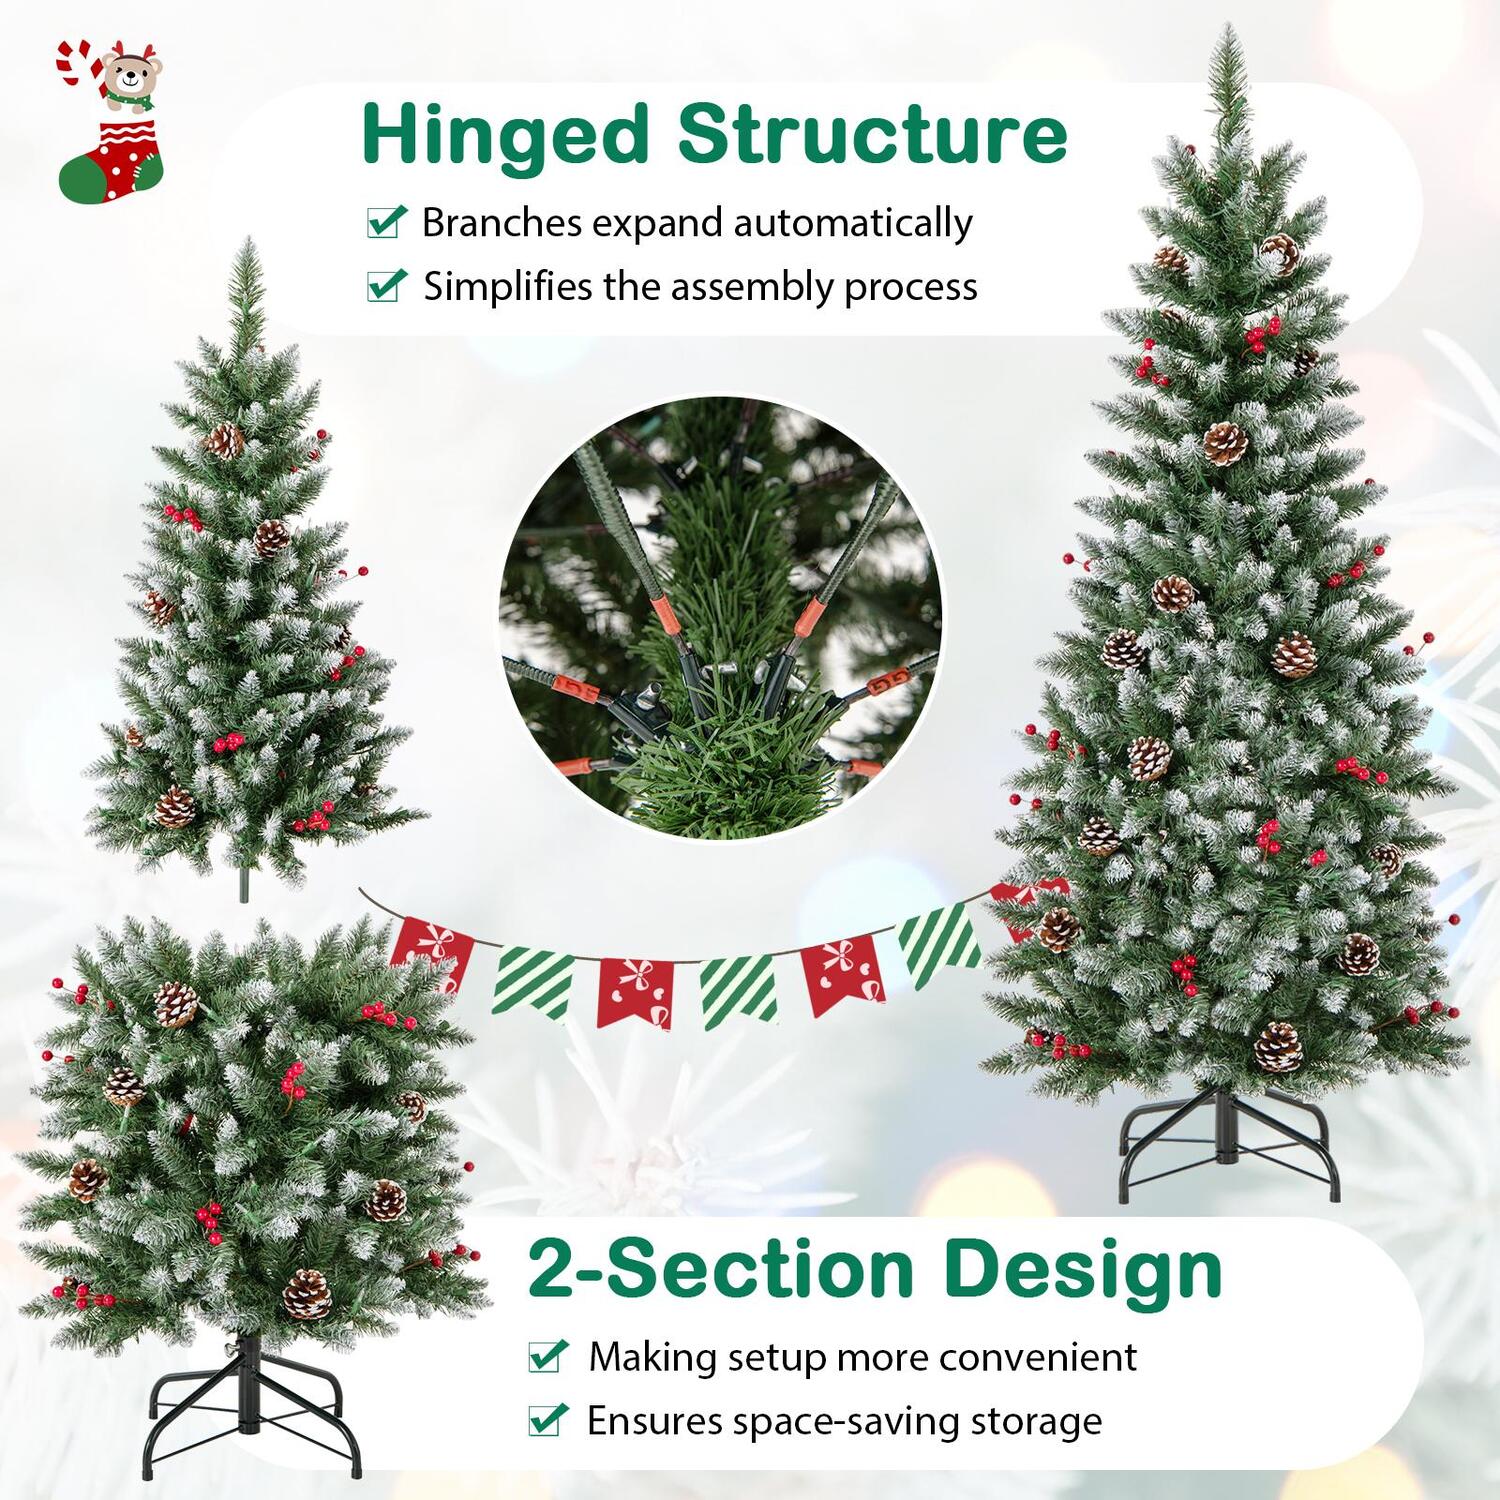 Hinged Structure
Branches expand automatically
Simplifies the assembly process
2-Section Design
Making setup more convenient
Ensures space-saving storage